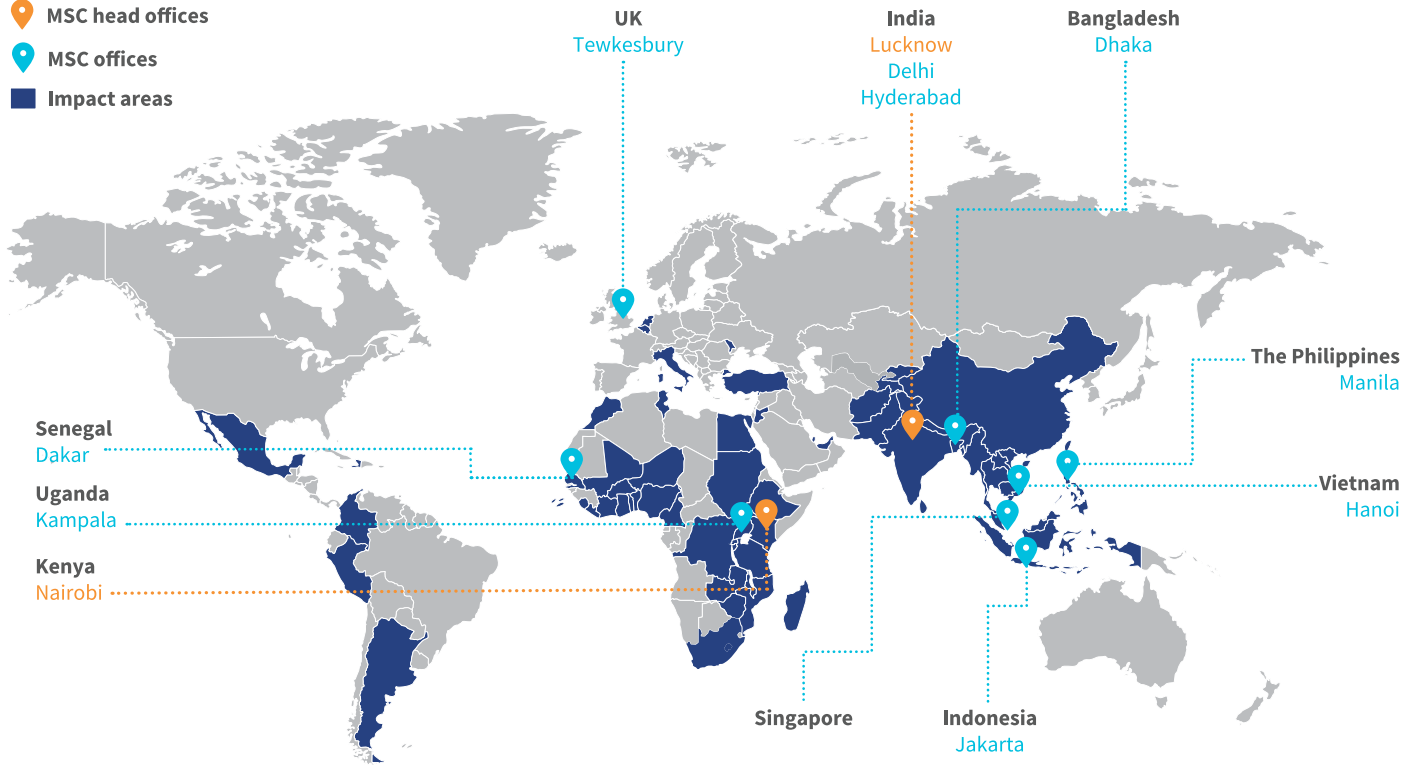 MSC head offices
MSC offices
Impact areas
UK
Tewkesbury
India
Lucknow
Delhi
Hyderabad
Bangladesh
Dhaka
The Philippines
Manila
Senegal
Dakar
Uganda
Kampala
Vietnam
Hanoi
Kenya
Nairobi
Singapore
Indonesia
Jakarta